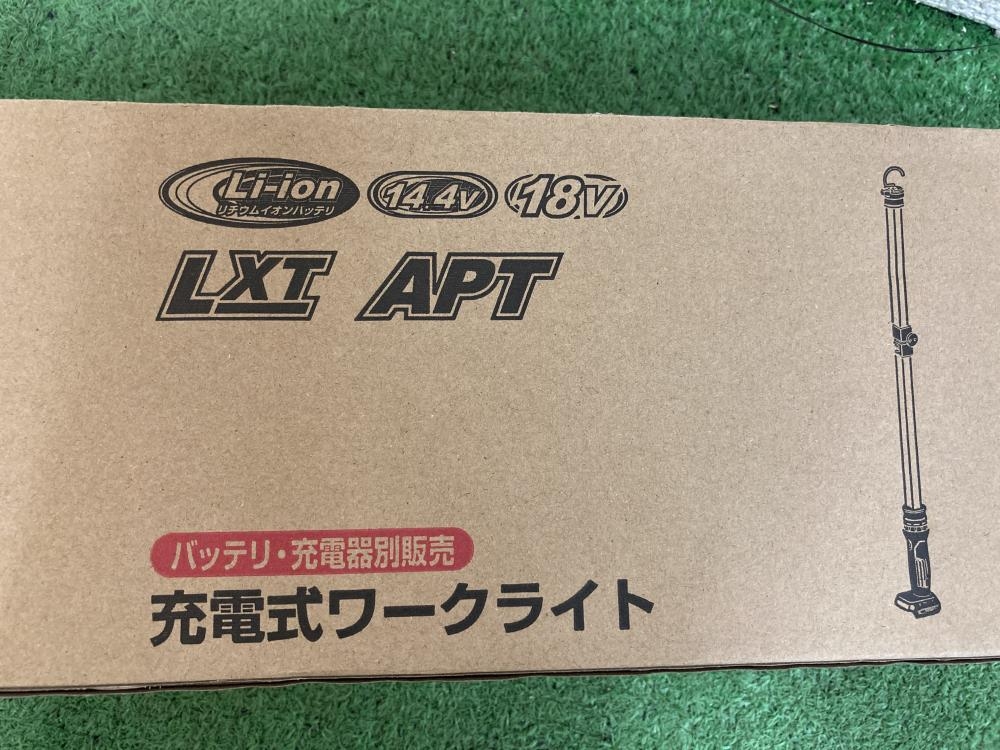 Li-ion 14.4V 18V
リチウムイオンバッテリ
LXT APT
バッテリ・充電器別販売
充電式ワークライト